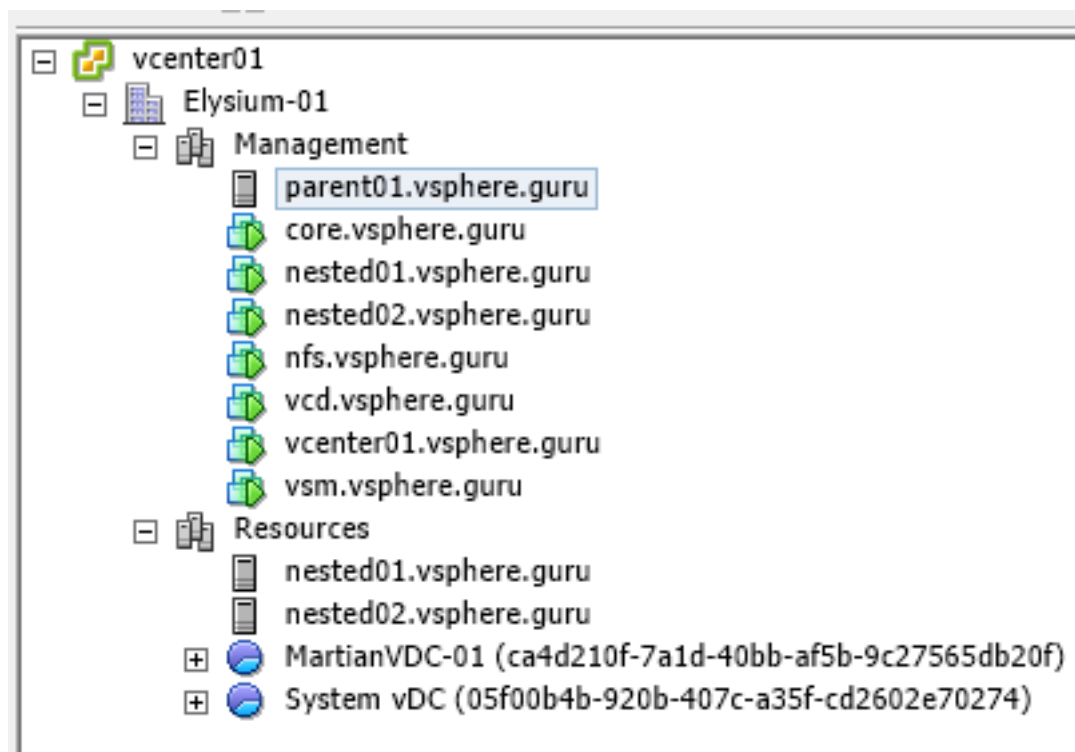 vcenter01
Elysium-01
Management
parent01.vsphere.guru
core.vsphere.guru
nested01.vsphere.guru
nested02.vsphere.guru
nfs.vsphere.guru
vcd.vsphere.guru
vcenter01.vsphere.guru
vsm.vsphere.guru
Resources
nested01.vsphere.guru
nested02.vsphere.guru
MartianVDC-01 (ca4d210f-7a1d-40bb-af5b-9c27565db20f)
System vDC (05f00b4b-920b-407c-a35f-cd2602e70274)